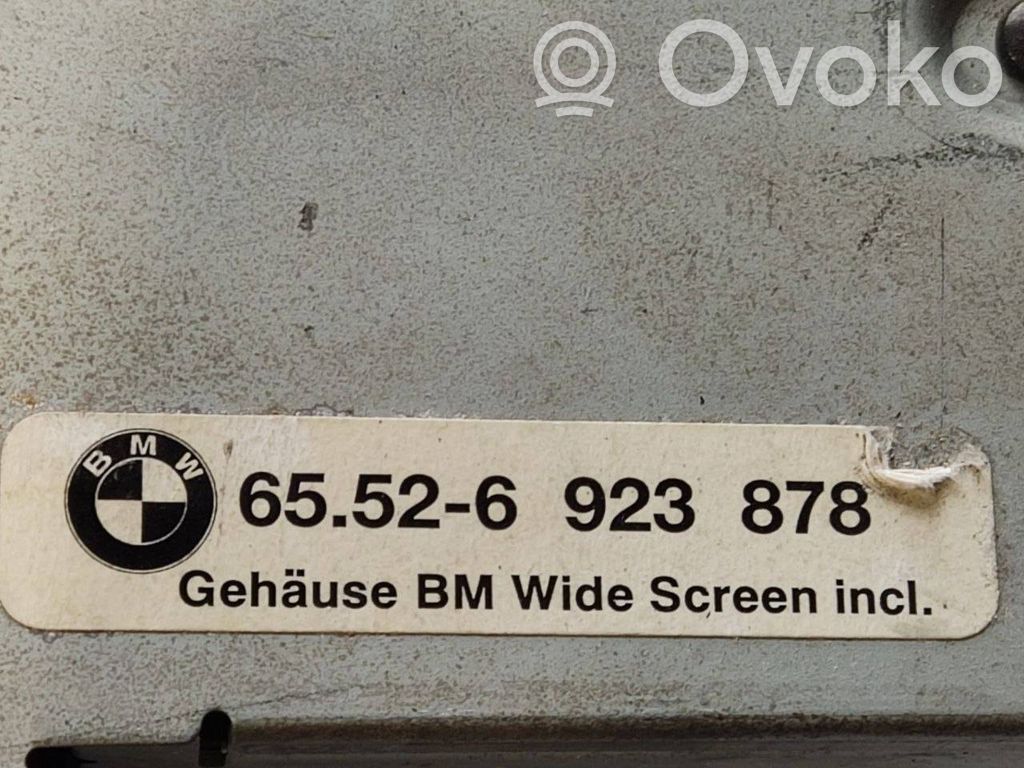 Ovoko
BMW
65.52-6 923 878
Gehäuse BM Wide Screen incl.